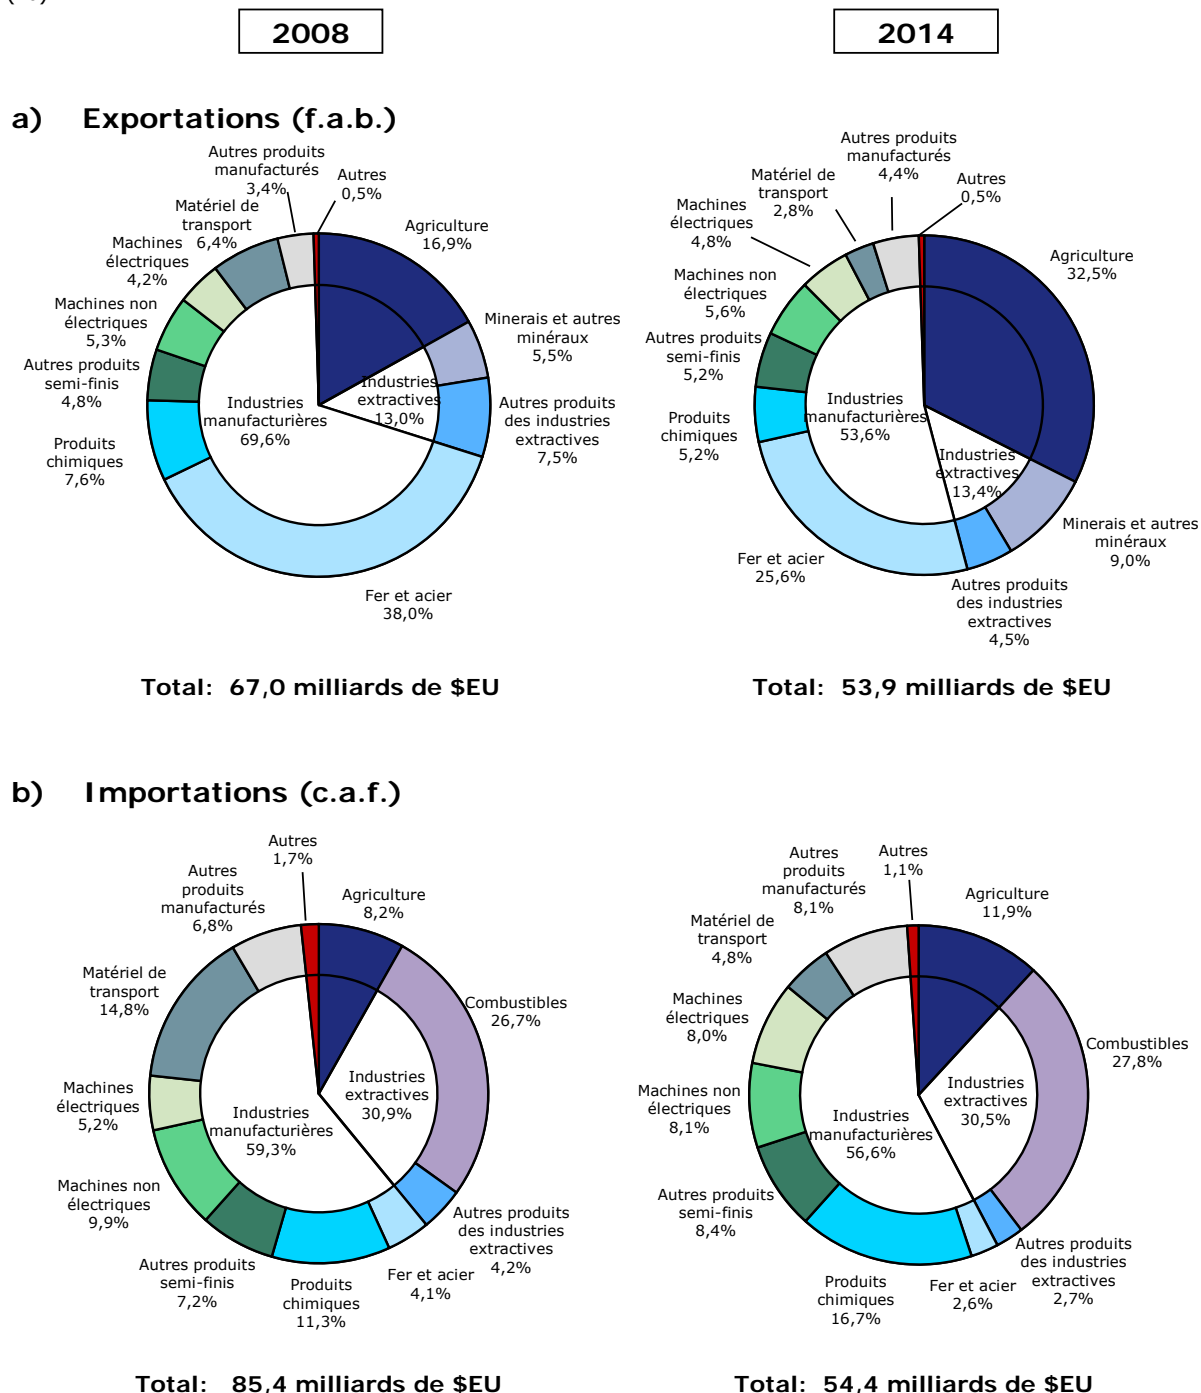 2008
2014
a) Exportations (f.a.b.)
Autres produits
manufacturés
3,4%
Autres
0,5%
Matériel de
transport
6,4%
Agriculture
16,9%
Machines
électriques
4,2%
Machines non
électriques
5,3%
Minerais et autres
minéraux
5,5%
Autres produits
semi-finis
4,8%
Industries
extractives
13,0%
Industries
manufacturières
69,6%
Autres produits
des industries
extractives
7,5%
Produits
chimiques
7,6%
Fer et acier
38,0%
Total: 67,0 milliards de $EU
Autres produits
manufacturés
4,4%
Matériel de
transport
2,8%
Autres
0,5%
Machines
électriques
4,8%
Agriculture
32,5%
Machines non
électriques
5,6%
Autres produits
semi-finis
5,2%
Industries
manufacturières
53,6%
Produits
chimiques
5,2%
Industries
extractives
13,4%
Minerais et autres
minéraux
9,0%
Fer et acier
25,6%
Autres produits
des industries
extractives
4,5%
Total: 53,9 milliards de $EU
b) Importations (c.a.f.)
Autres
1,7%
Autres
produits
manufacturés
6,8%
Agriculture
8,2%
Matériel de
transport
14,8%
Combustibles
26,7%
Industries
extractives
30,9%
Machines
électriques
5,2%
Industries
manufacturières
59,3%
Machines non
électriques
9,9%
Autres produits
des industries
extractives
4,2%
Autres produits
semi-finis
7,2%
Produits
chimiques
11,3%
Fer et acier
4,1%
Total: 85,4 milliards de $EU
Autres
produits
manufacturés
8,1%
Autres
1,1%
Agriculture
11,9%
Matériel de
transport
4,8%
Machines
électriques
8,0%
Combustibles
27,8%
Machines non
électriques
8,1%
Industries
extractives
30,5%
Industries
manufacturières
56,6%
Autres produits
semi-finis
8,4%
Autres produits
des industries
extractives
2,7%
Produits
chimiques
16,7%
Fer et acier
2,6%
Total: 54,4 milliards de $EU